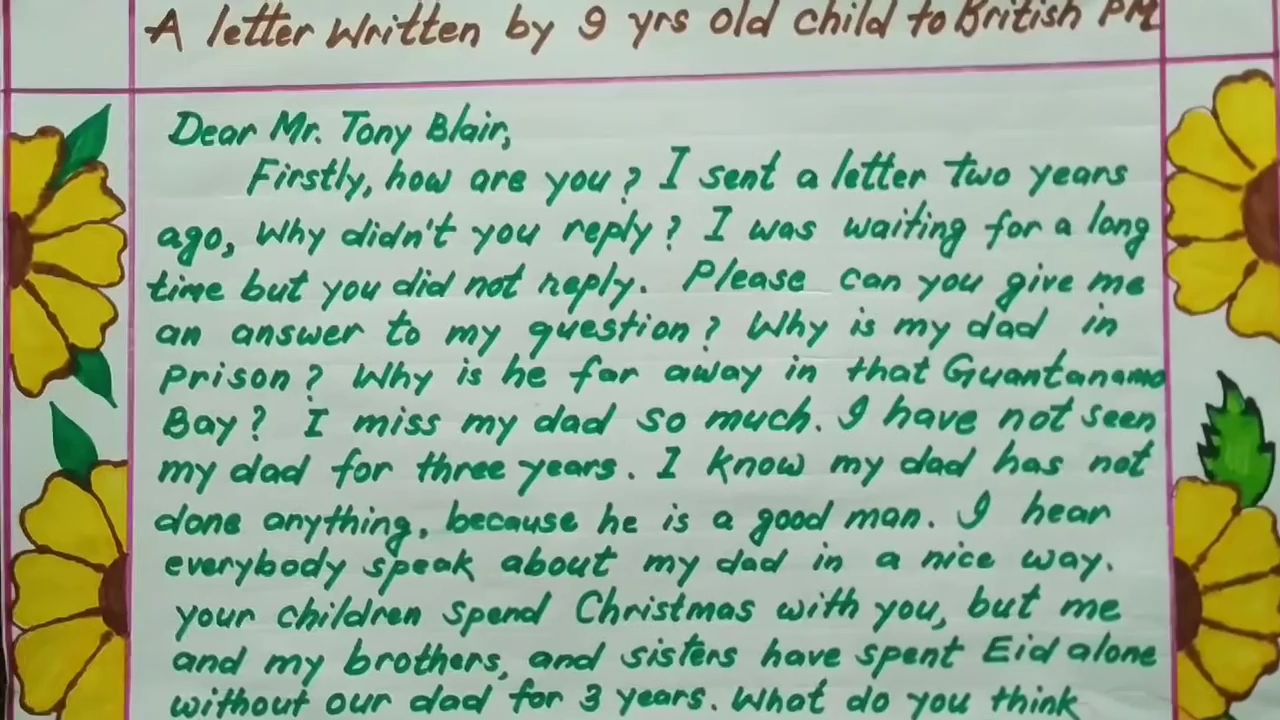 A letter written by 9 yrs old child to British PM
Dear Mr. Tony Blair,
Firstly, how are you? I sent a letter two years
ago, Why didn't you reply? I was waiting for a long
time but you did not reply. Please can you give me
an answer to my question? Why is my dad in
Prison? Why is he far away in that Guantanamo
Bay? I miss my dad so much. I have not seen
my dad for three years. I know my dad has not
done anything, because he is a good man. I hear
everybody speak about my dad in a nice way.
your children spend Christmas with you, but me
and my brothers, and sisters have spent Eid alone
without our dad for 3 years. What do you think